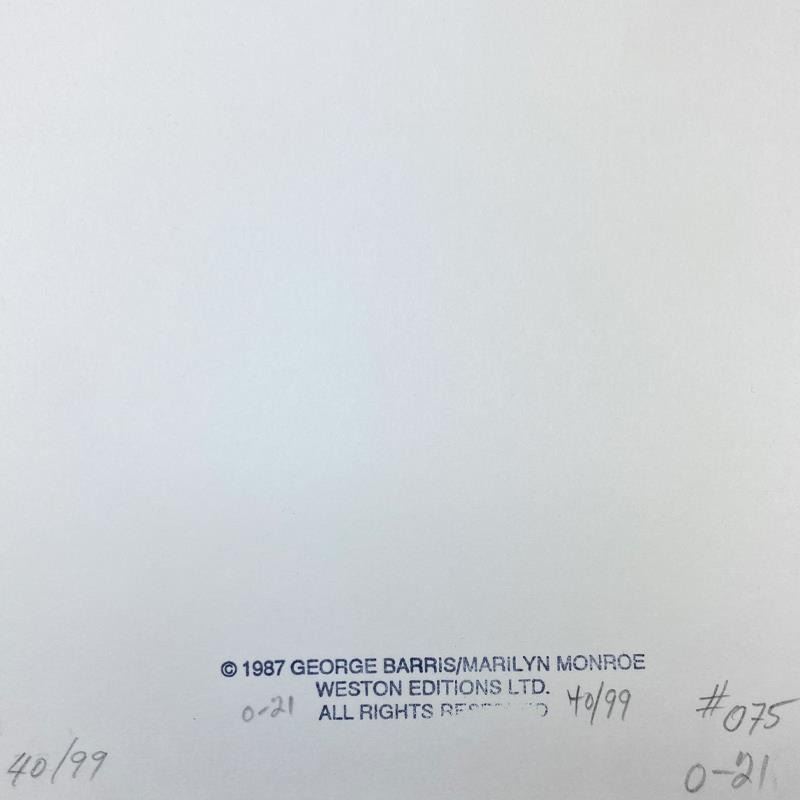 © 1987 GEORGE BARRIS/MARILYN MONROE
WESTON EDITIONS LTD.
0-21 ALL RIGHTS RESERVED 40/99
#075
40/99
0-21